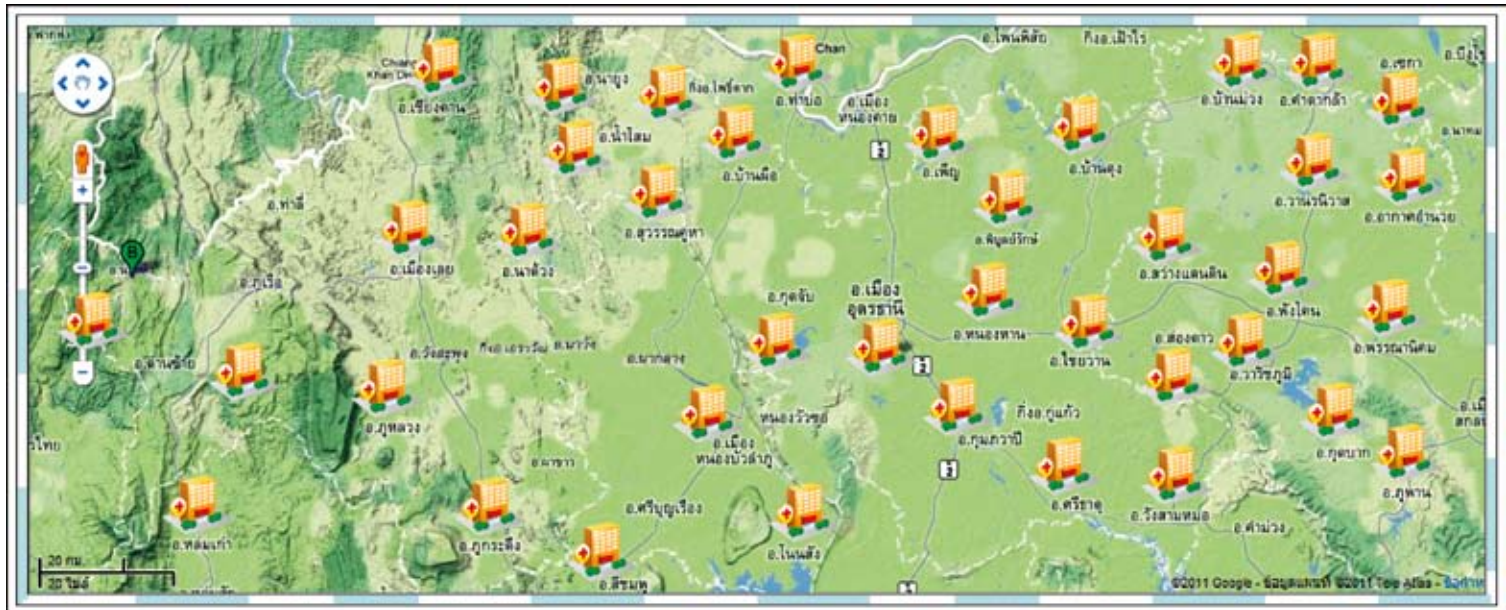 Chan
อ.โพนพิสัย
กิ่งอ.เฝ้าไร่
Chiang
Khan
อ.เชียงคาน
อ.นายูง
กิ่งอ.โพธิ์ตาก
อ.ท่าบ่อ
อ.เมือง
หนองคาย
อ.บ้านม่วง
อ.คำตากล้า
อ.เซกา
อ.น้ำโสม
อ.บ้านผือ
อ.เพ็ญ
อ.บ้านดุง
อ.วานรนิวาส
อ.อากาศอำนวย
อ.ท่าลี่
อ.เมืองเลย
อ.นาด้วง
อ.สุวรรณคูหา
อ.พิบูลย์รักษ์
อ.สว่างแดนดิน
B
อ.ภูเรือ
อ.กุดจับ
อ.เมือง
อุดรธานี
อ.หนองหาน
อ.ไชยวาน
อ.ส่องดาว
อ.พังโคน
อ.วาริชภูมิ
อ.พรรณานิคม
อ.ด่านซ้าย
อ.วังสะพุง
กิ่งอ.เอราวัณ
อ.นาวัง
อ.นากลาง
อ.ภูหลวง
อ.เมือง
หนองบัวลำภู
หนองวัวซอ
อ.กุมภวาปี
กิ่งอ.กู่แก้ว
อ.กุดบาก
อ.ภูพาน
อ.ผาขาว
อ.หล่มเก่า
อ.ภูกระดึง
อ.ศรีบุญเรือง
อ.สีชมพู
อ.โนนสัง
อ.ศรีธาตุ
อ.วังสามหมอ
อ.คำม่วง
2
2
2
20 กม.
20 ไมล์
©2011 Google - ข้อมูลแผนที่ ©2011 Tele Atlas -